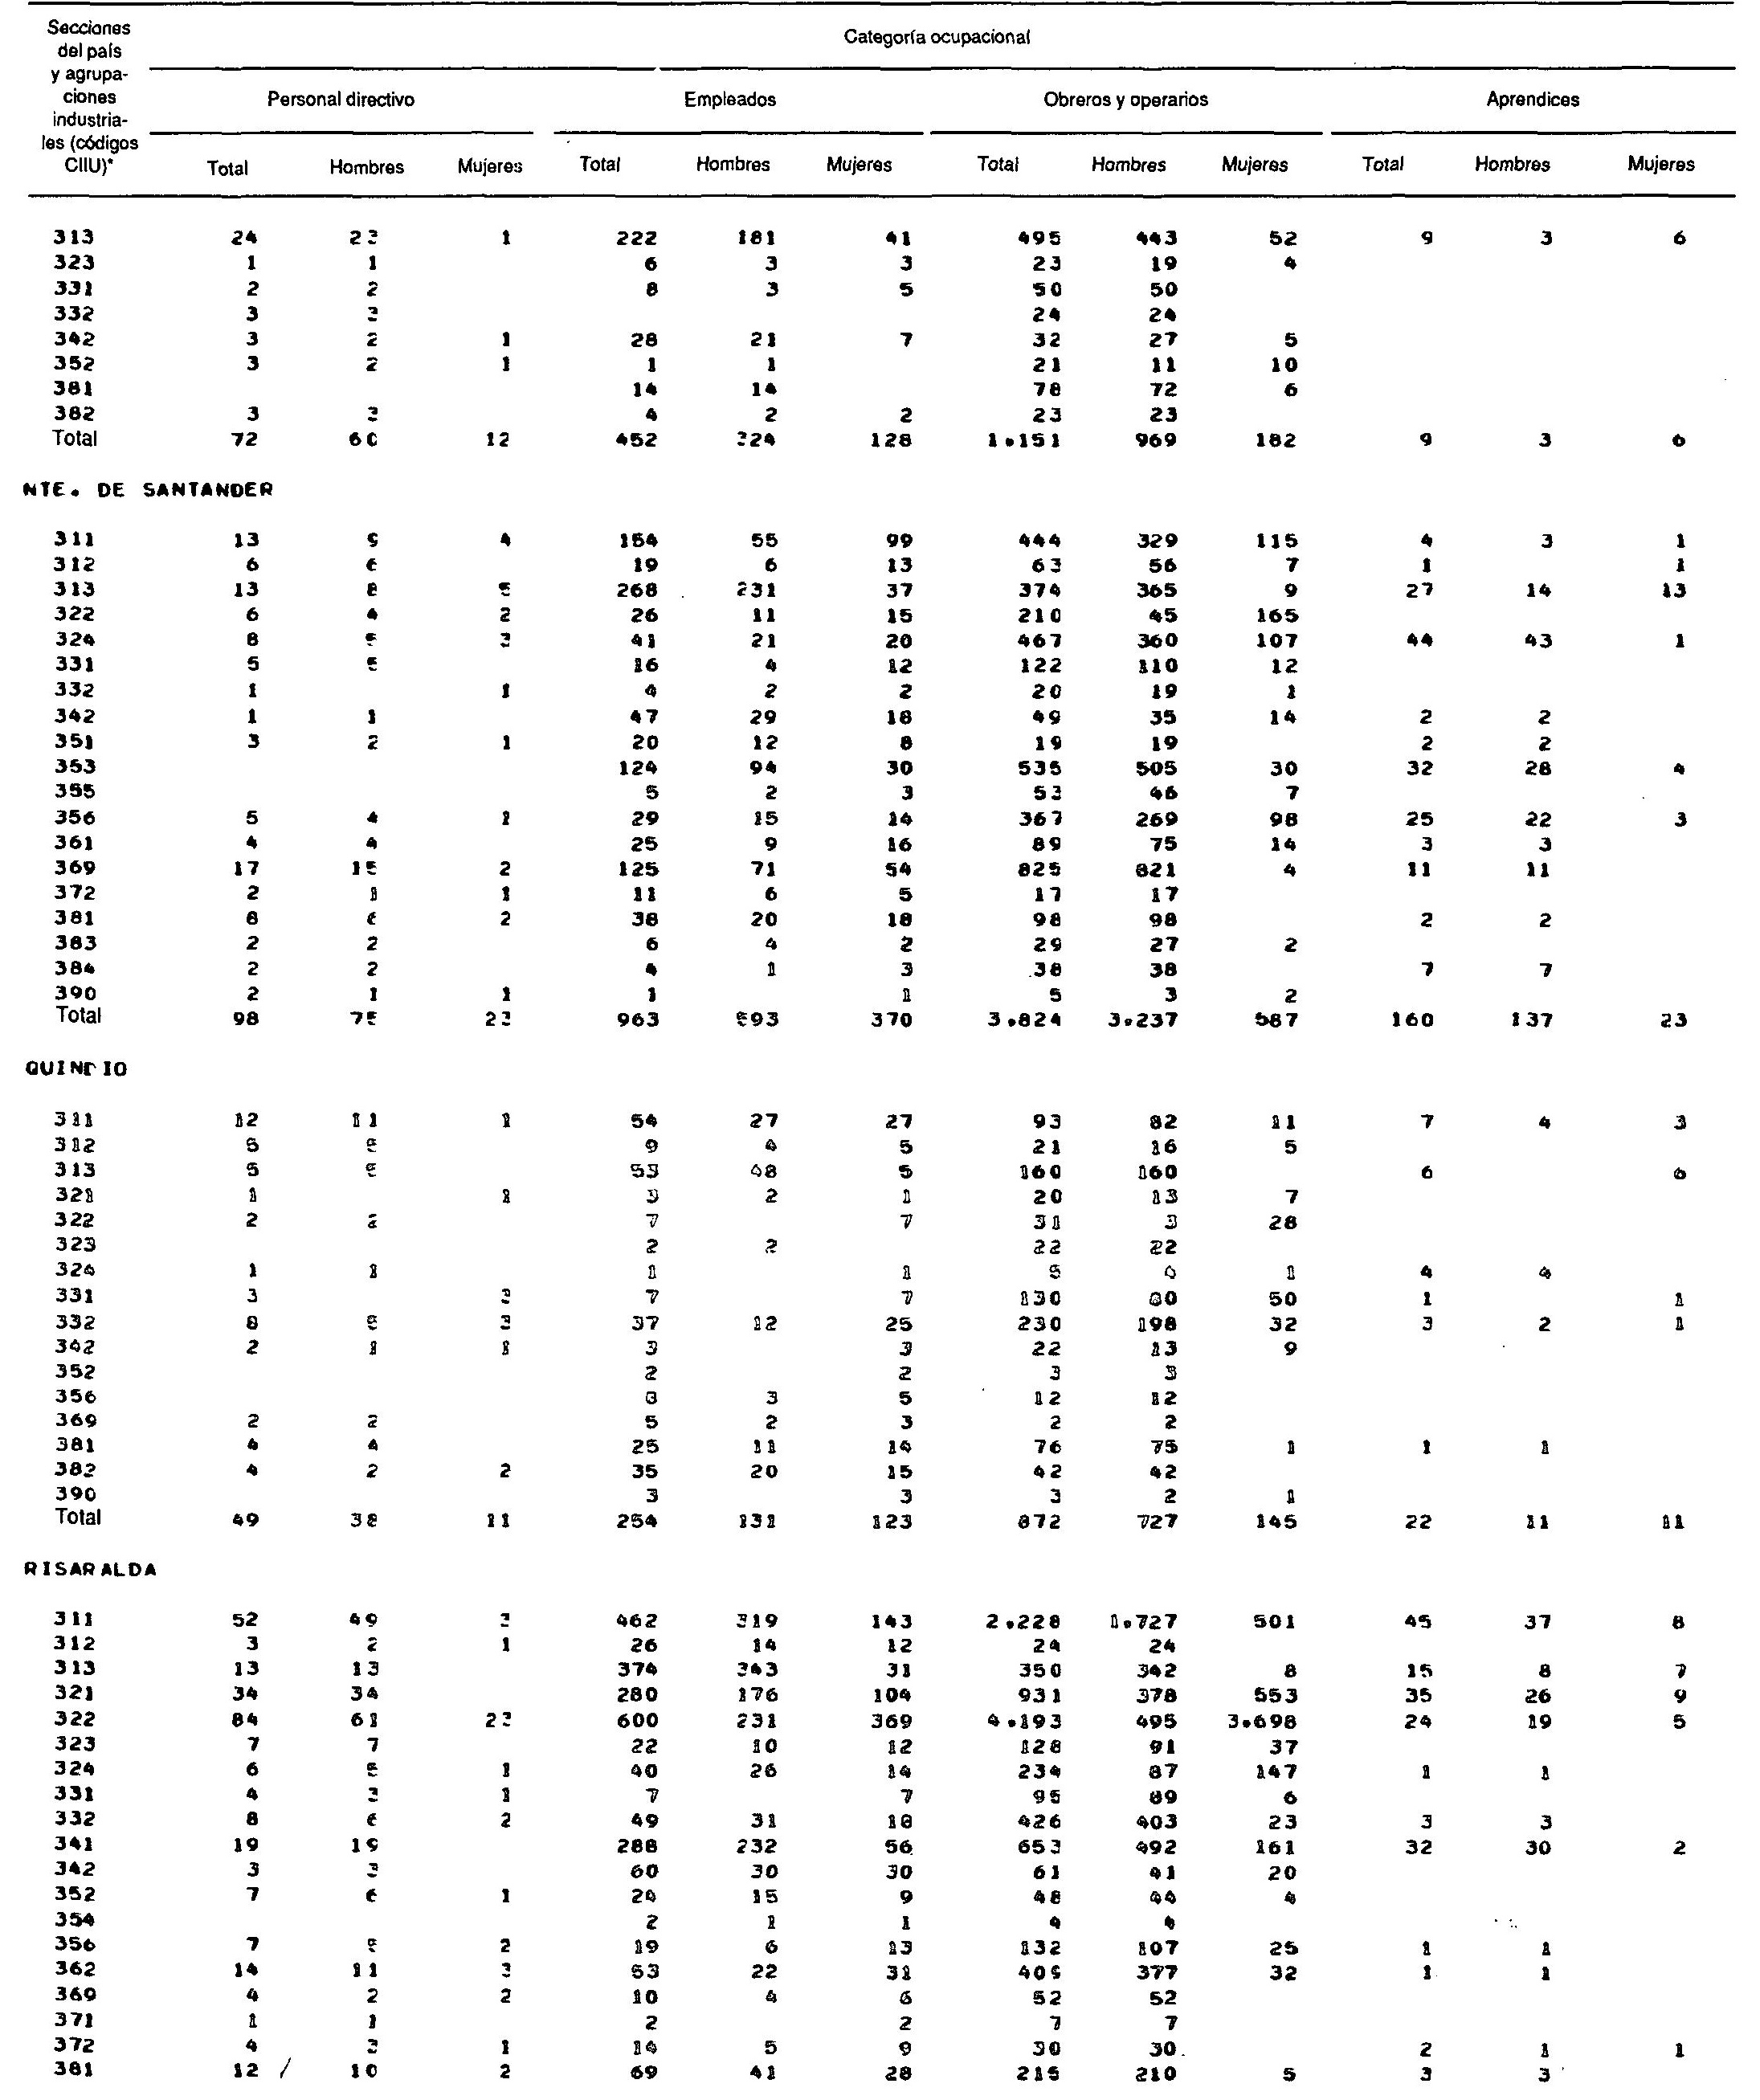 Secciones
del país
y agrupa-
ciones
industria-
les (códigos
CIIU)*
Categoría ocupacional
Personal directivo Empleados Obreros y operarios Aprendices
Total Hombres Mujeres Total Hombres Mujeres Total Hombres Mujeres Total Hombres Mujeres
313 24 23 1 222 181 41 495 443 52 9 3 6
323 1 1 6 3 3 23 19 4
331 2 2 8 3 5 50 50
332 3 3 24 24
342 3 2 1 28 21 7 32 27 5
352 3 2 1 1 1 21 11 10
381 14 14 78 72 6
382 3 3 4 2 2 23 23
Total 72 60 12 452 324 128 1.151 969 182 9 3 6
NTE. DE SANTANDER
311 13 9 4 154 55 99 444 329 115 4 3 1
312 6 6 19 6 13 63 56 7 1 1
313 13 8 5 268 231 37 374 365 9 27 14 13
322 6 4 2 26 11 15 210 45 165
324 8 5 3 41 21 20 467 360 107 44 43 1
331 5 5 16 4 12 122 110 12
332 1 1 4 2 2 20 19 1
342 1 1 47 29 18 49 35 14 2 2
351 3 2 1 20 12 8 19 19 2 2
353 124 94 30 535 505 30 32 28 4
355 5 2 3 53 46 7
356 5 4 1 29 15 14 367 269 98 25 22 3
361 4 4 25 9 16 89 75 14 3 3
369 17 15 2 125 71 54 825 821 4 11 11
372 2 1 1 11 6 5 17 17
381 8 6 2 38 20 18 98 98 2 2
383 2 2 6 4 2 29 27 2
384 2 2 4 1 3 38 38 7 7
390 2 1 1 1 1 5 3 2
Total 98 75 23 963 593 370 3.824 3.237 587 160 137 23
QUINDIO
311 12 11 1 54 27 27 93 82 11 7 4 3
312 5 5 9 4 5 21 16 5
313 5 5 53 48 5 160 160 6 6
321 1 1 3 2 1 20 13 7
322 2 2 7 7 31 3 28
323 2 2 22 22
324 1 1 1 1 5 4 1 4 4
331 3 3 7 7 130 80 50 1 1
332 8 5 3 37 12 25 230 198 32 3 2 1
342 2 1 1 3 3 22 13 9
352 2 2 3 3
356 8 3 5 12 12
369 2 2 5 2 3 2 2
381 4 4 25 11 14 76 75 1 1 1
382 4 2 2 35 20 15 42 42
390 3 3 3 2 1
Total 49 38 11 254 131 123 872 727 145 22 11 11
RISARALDA
311 52 49 3 462 319 143 2.228 1.727 501 45 37 8
312 3 2 1 26 14 12 24 24
313 13 13 374 343 31 350 342 8 15 8 7
321 34 34 280 176 104 931 378 553 35 26 9
322 84 61 23 600 231 369 4.193 495 3.698 24 19 5
323 7 7 22 10 12 128 91 37
324 6 5 1 40 26 14 234 87 147 1 1
331 4 3 1 7 7 95 89 6
332 8 6 2 49 31 18 426 403 23 3 3
341 19 19 288 232 56 653 492 161 32 30 2
342 3 3 60 30 30 61 41 20
352 7 6 1 24 15 9 48 44 4
354 2 1 1 4 4
356 7 5 2 19 6 13 132 107 25 1 1
362 14 11 3 53 22 31 409 377 32 1 1
369 4 2 2 10 4 6 52 52
371 1 1 2 2 7 7
372 4 3 1 14 5 9 30 30 2 1 1
381 12 10 2 69 41 28 215 210 5 3 3